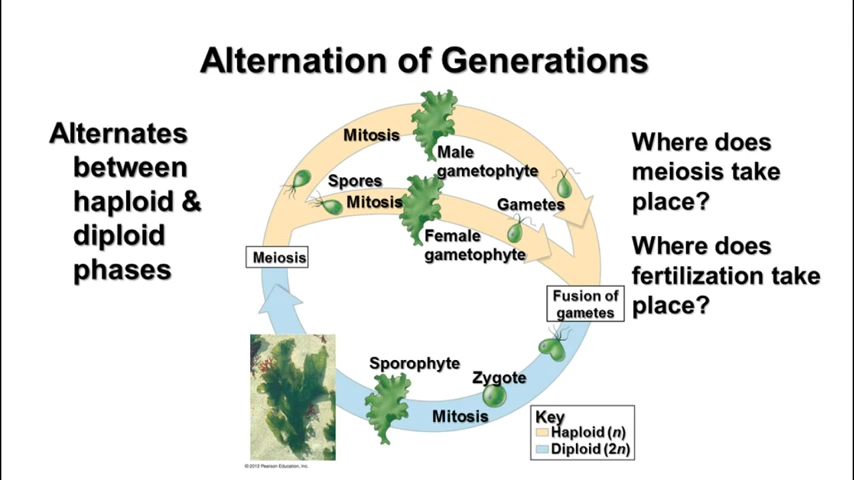 Alternation of Generations
Alternates
between
haploid &
diploid
phases
Mitosis
Male
gametophyte
Spores
Mitosis
Gametes
Female
gametophyte
Meiosis
Fusion of
gametes
Sporophyte
Zygote
Mitosis
Key
Haploid (n)
Diploid (2n)
© 2012 Pearson Education, Inc.
Where does
meiosis take
place?
Where does
fertilization take
place?